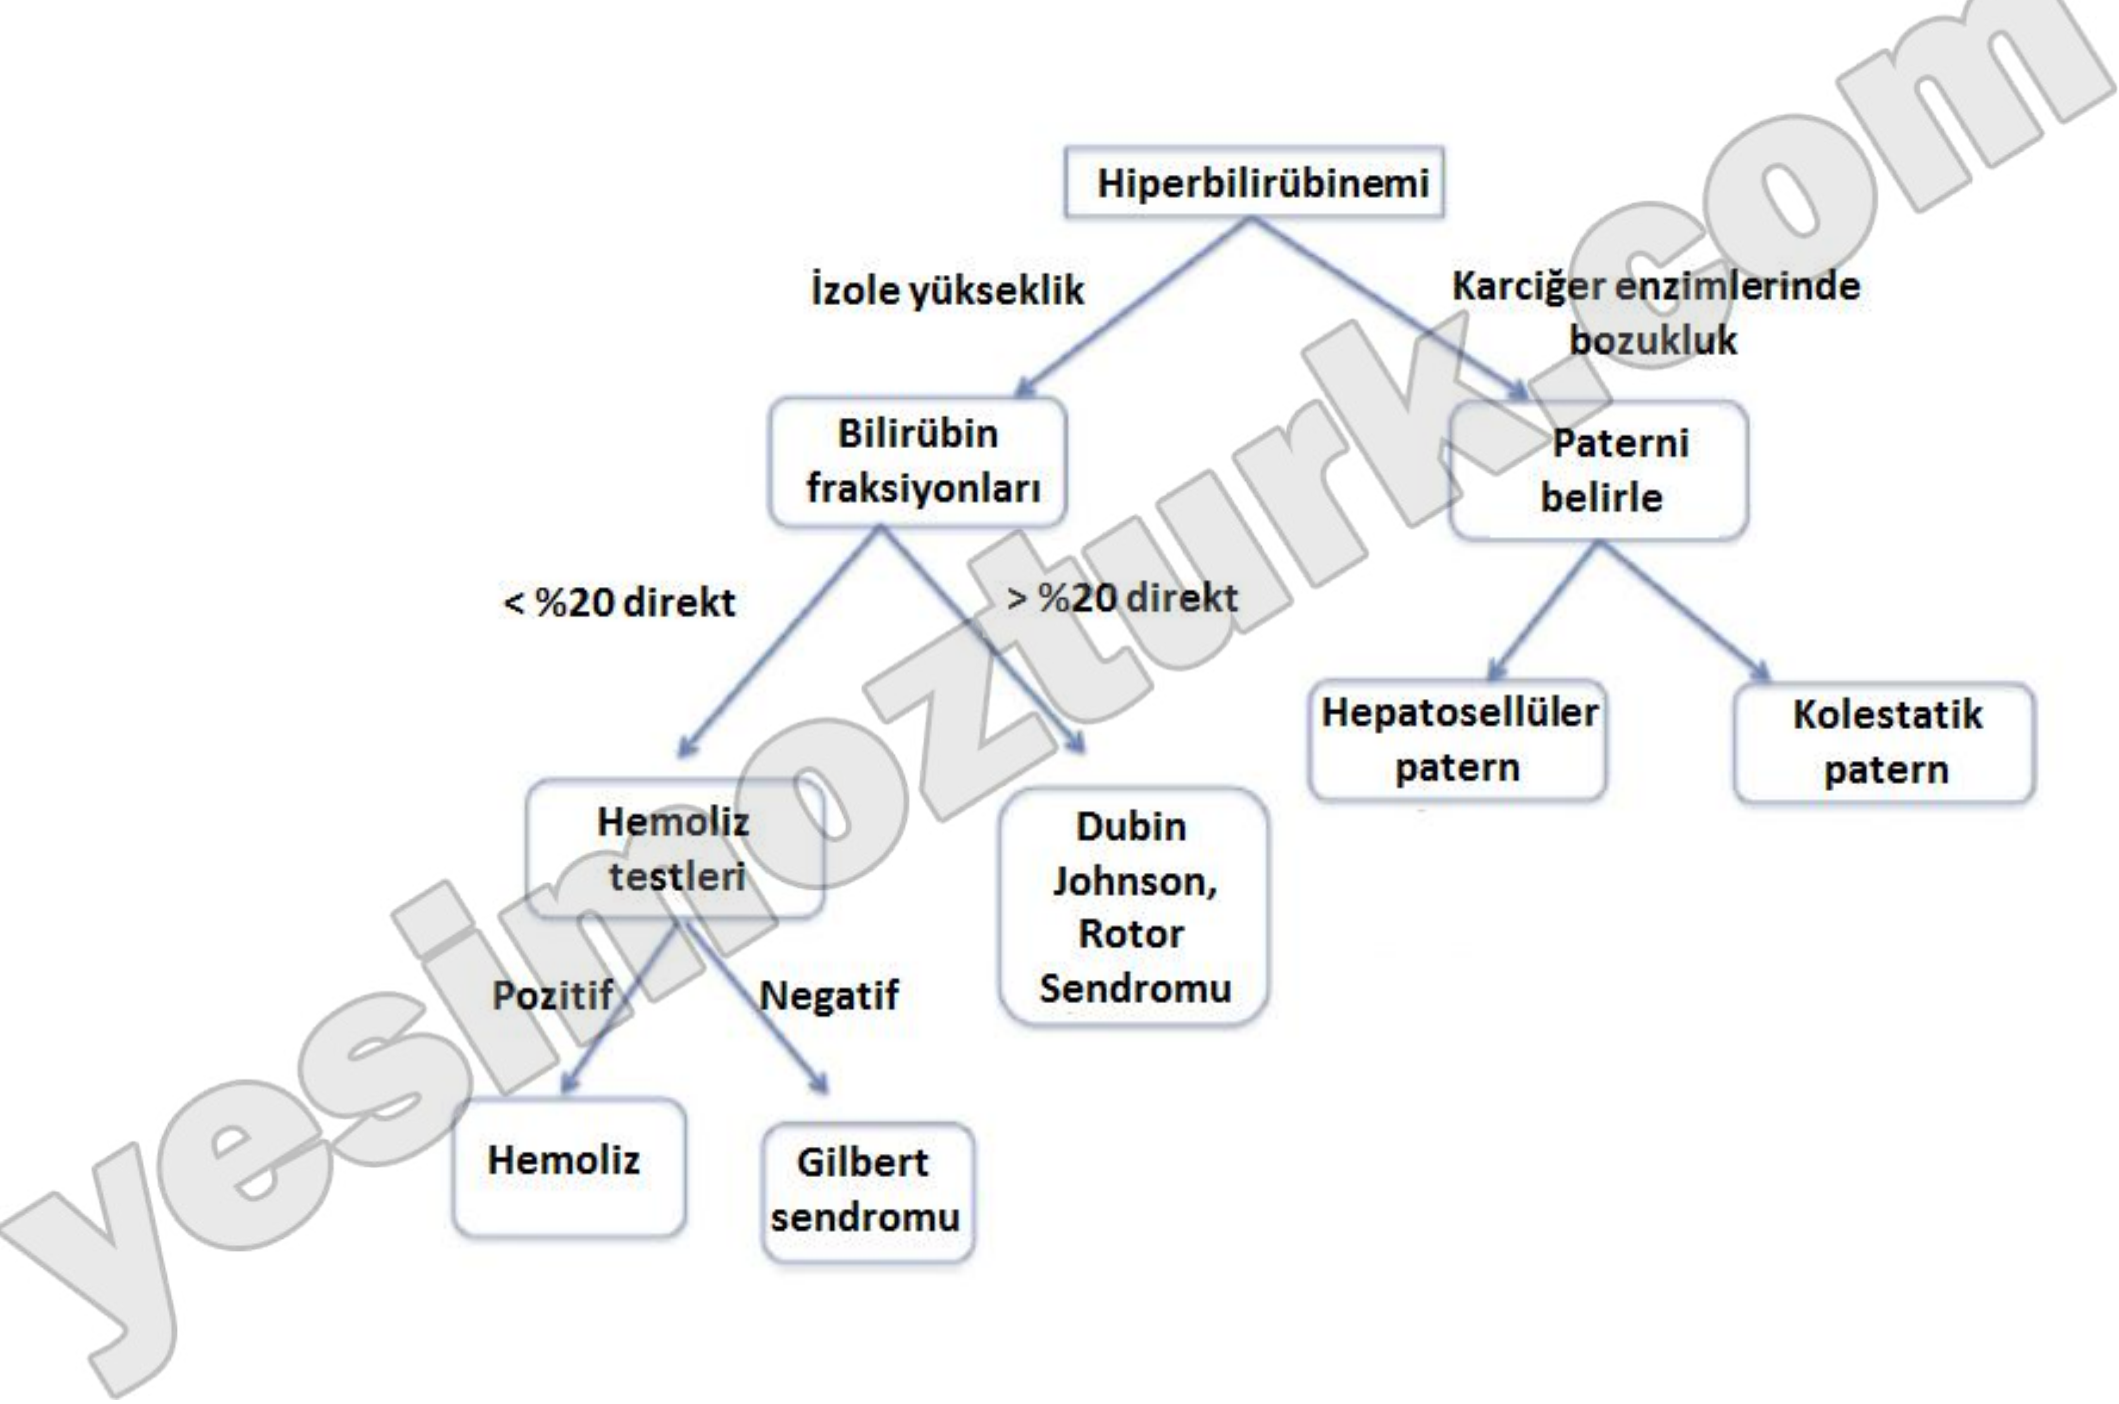 Hiperbilirübinemi
İzole yükseklik
Karciğer enzimlerinde
bozukluk
Bilirübin
fraksiyonları
Paterni
belirle
< %20 direkt
> %20 direkt
Hepatosellüler
patern
Kolestatik
patern
Hemoliz
testleri
Dubin
Johnson,
Rotor
Sendromu
Pozitif
Negatif
Hemoliz
Gilbert
sendromu
yesimozturk.com